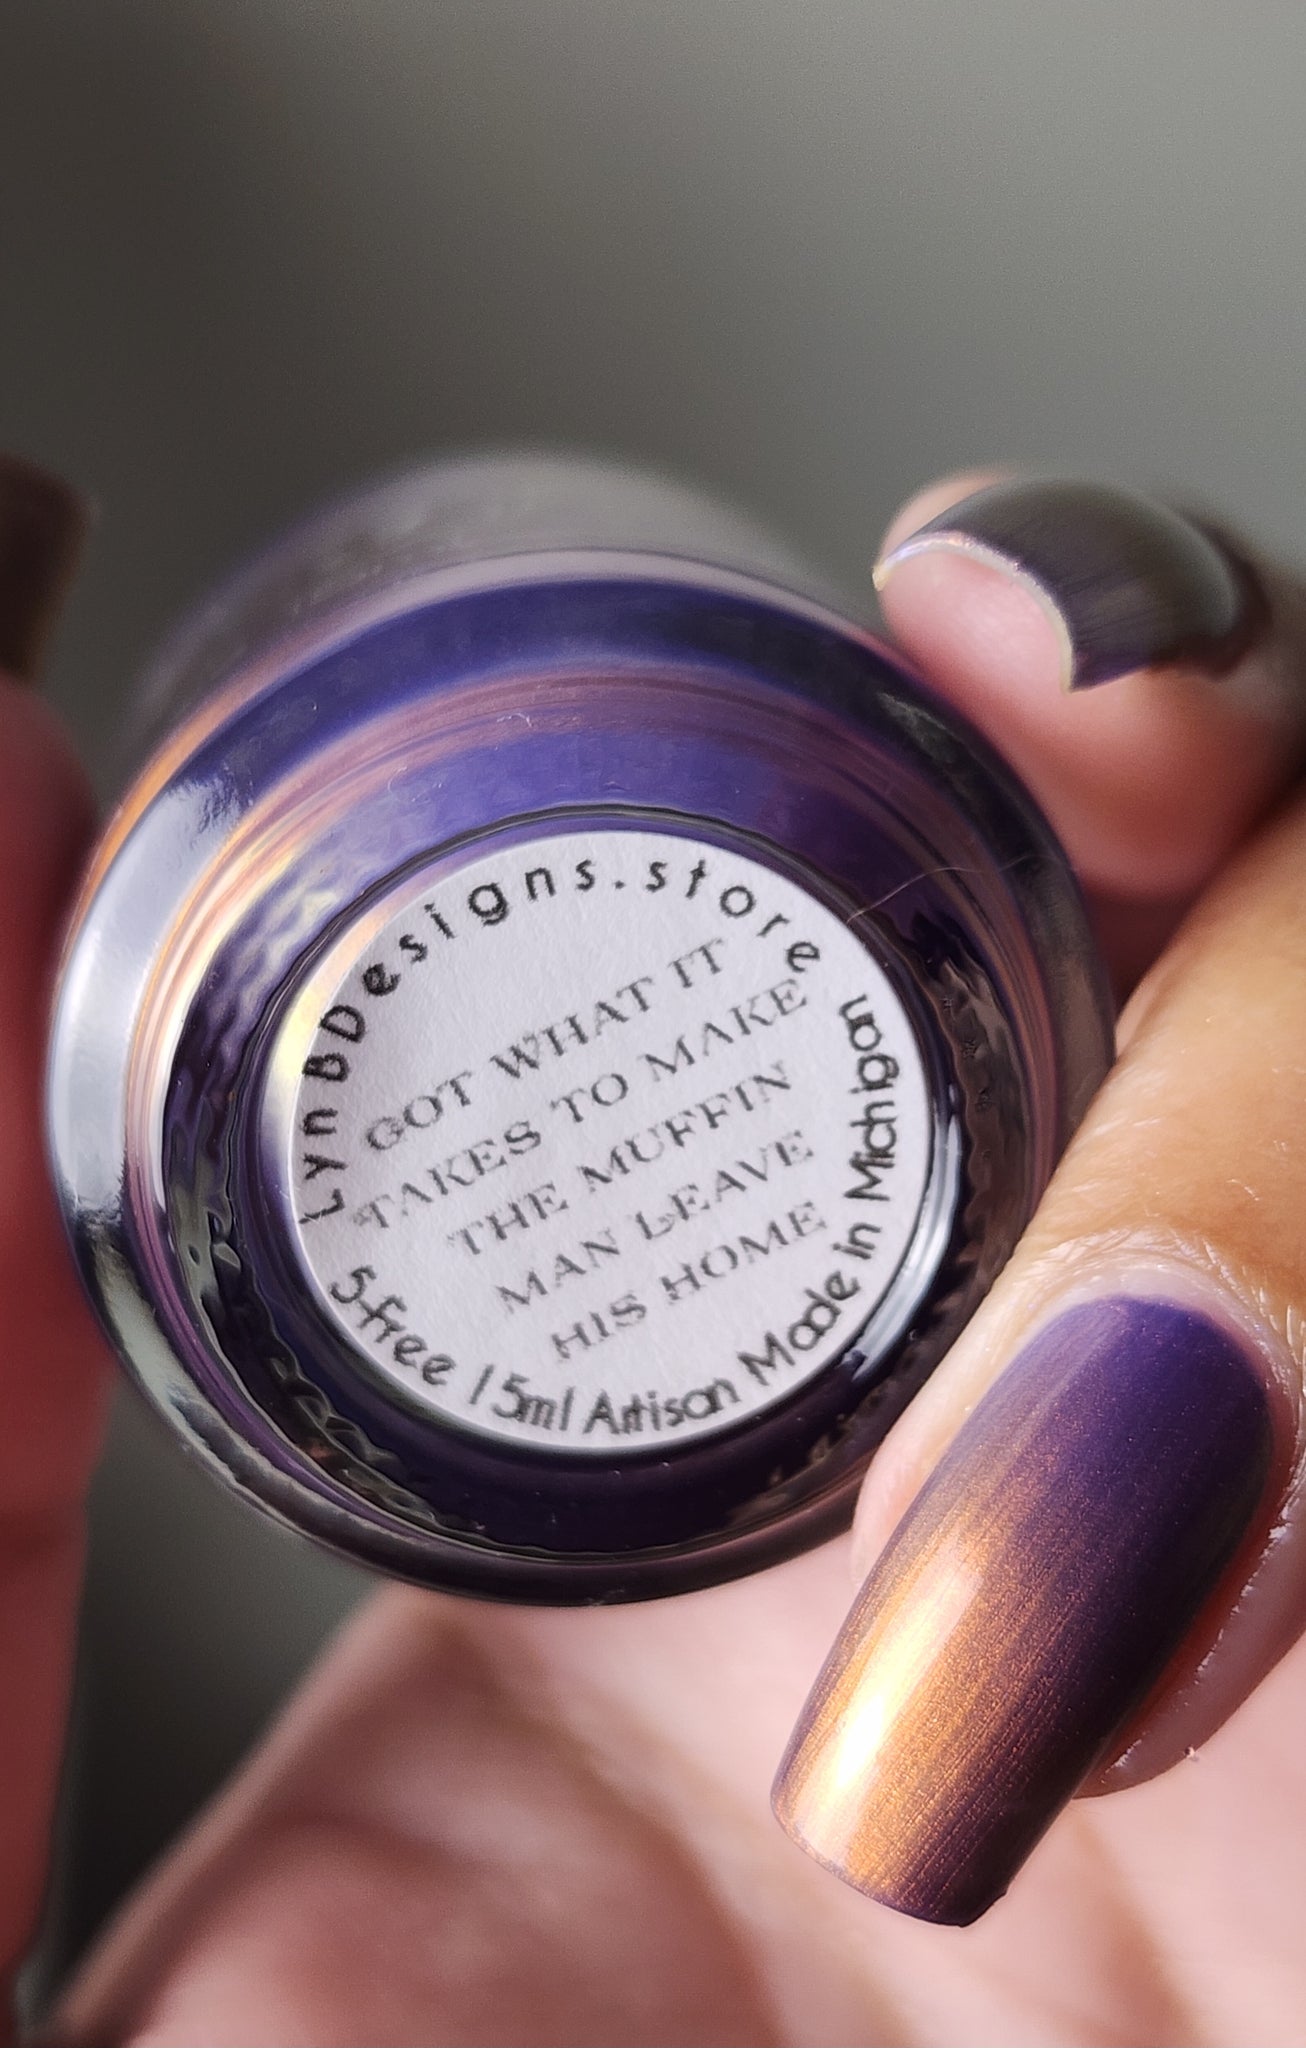 LynBDesigns.store
GOT WHAT IT
TAKES TO MAKE
THE MUFFIN
MAN LEAVE
HIS HOME
5-free 15ml Artisan Made in Michigan